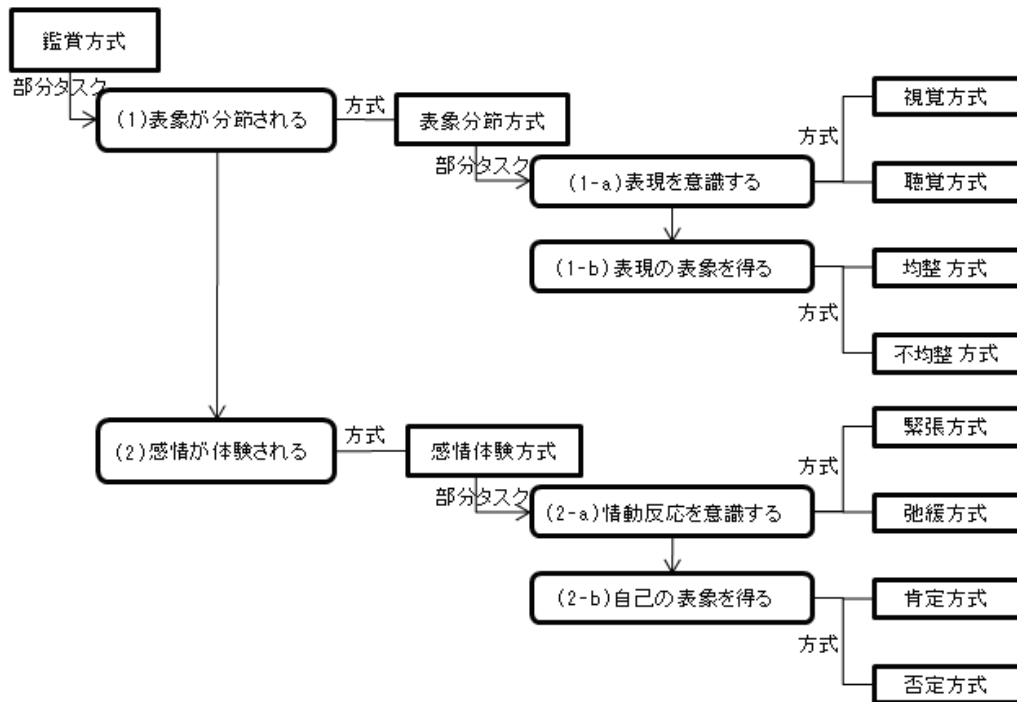 鑑賞方式
部分タスク
(1)表象が分節される
方式
表象分節方式
部分タスク
(1-a)表現を意識する
方式
視覚方式
聴覚方式
(1-b)表現の表象を得る
方式
均整方式
不均整方式
(2)感情が体験される
方式
感情体験方式
部分タスク
(2-a)情動反応を意識する
方式
緊張方式
弛緩方式
(2-b)自己の表象を得る
方式
肯定方式
否定方式